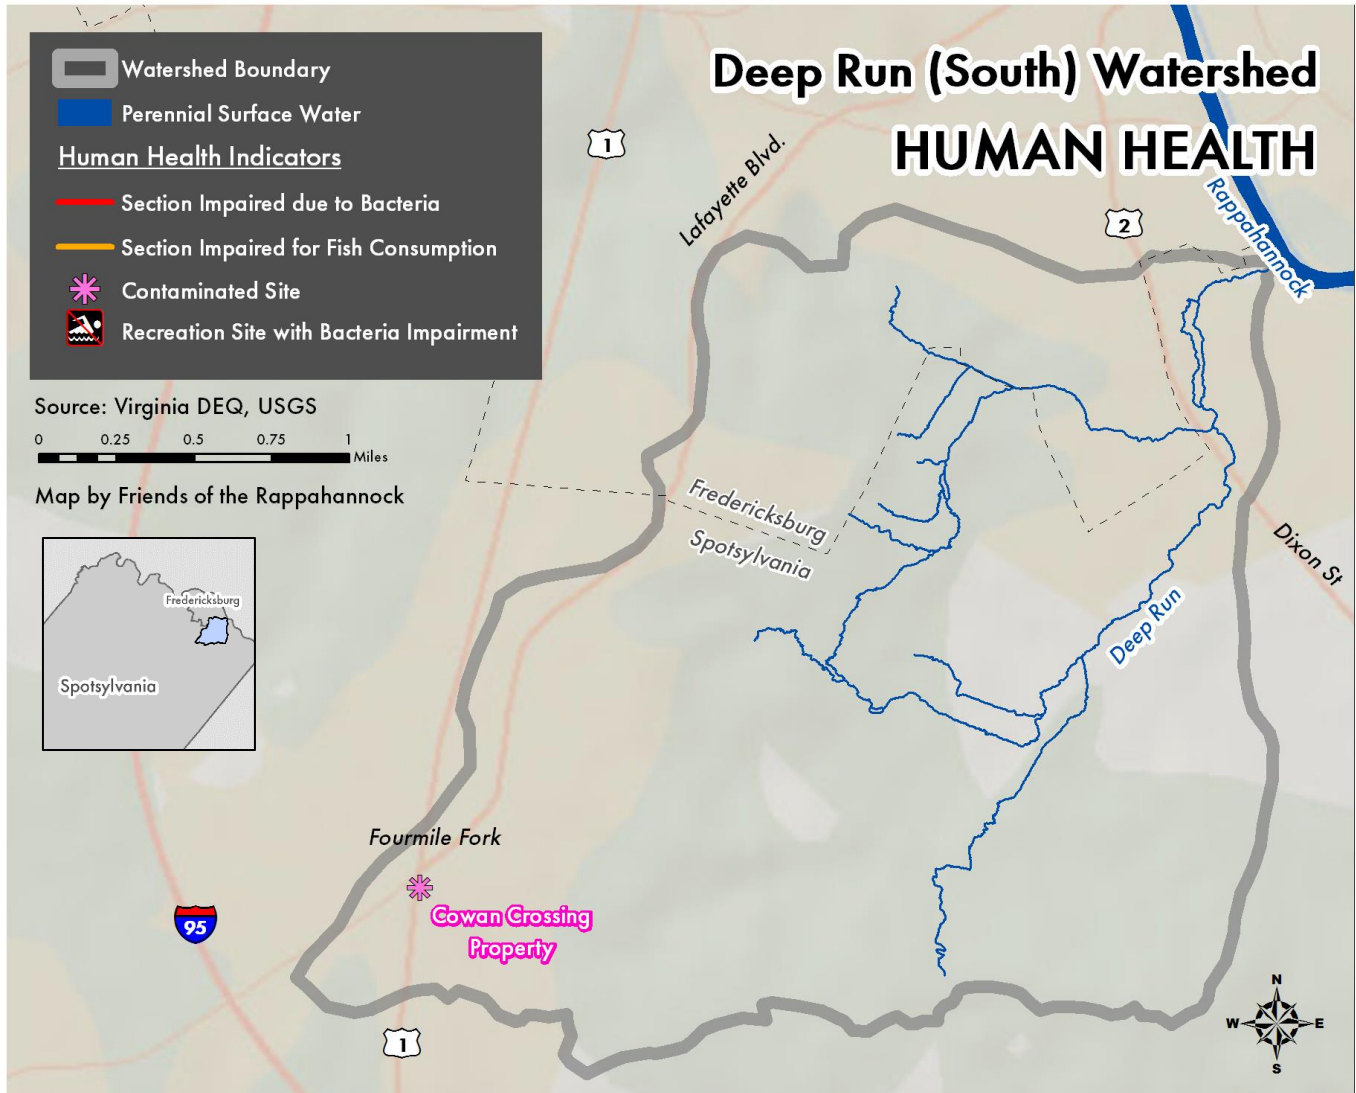 Deep Run (South) Watershed
HUMAN HEALTH
Watershed Boundary
Perennial Surface Water
Human Health Indicators
Section Impaired due to Bacteria
Section Impaired for Fish Consumption
Contaminated Site
Recreation Site with Bacteria Impairment
Source: Virginia DEQ, USGS
0 0.25 0.5 0.75 1
Miles
Map by Friends of the Rappahannock
Fredericksburg
Spotsylvania
1
Lafayette Blvd.
2
Rappahannock
Fredericksburg
Spotsylvania
Dixon St
Deep Run
Fourmile Fork
Cowan Crossing
Property
95
1
N
W E
S